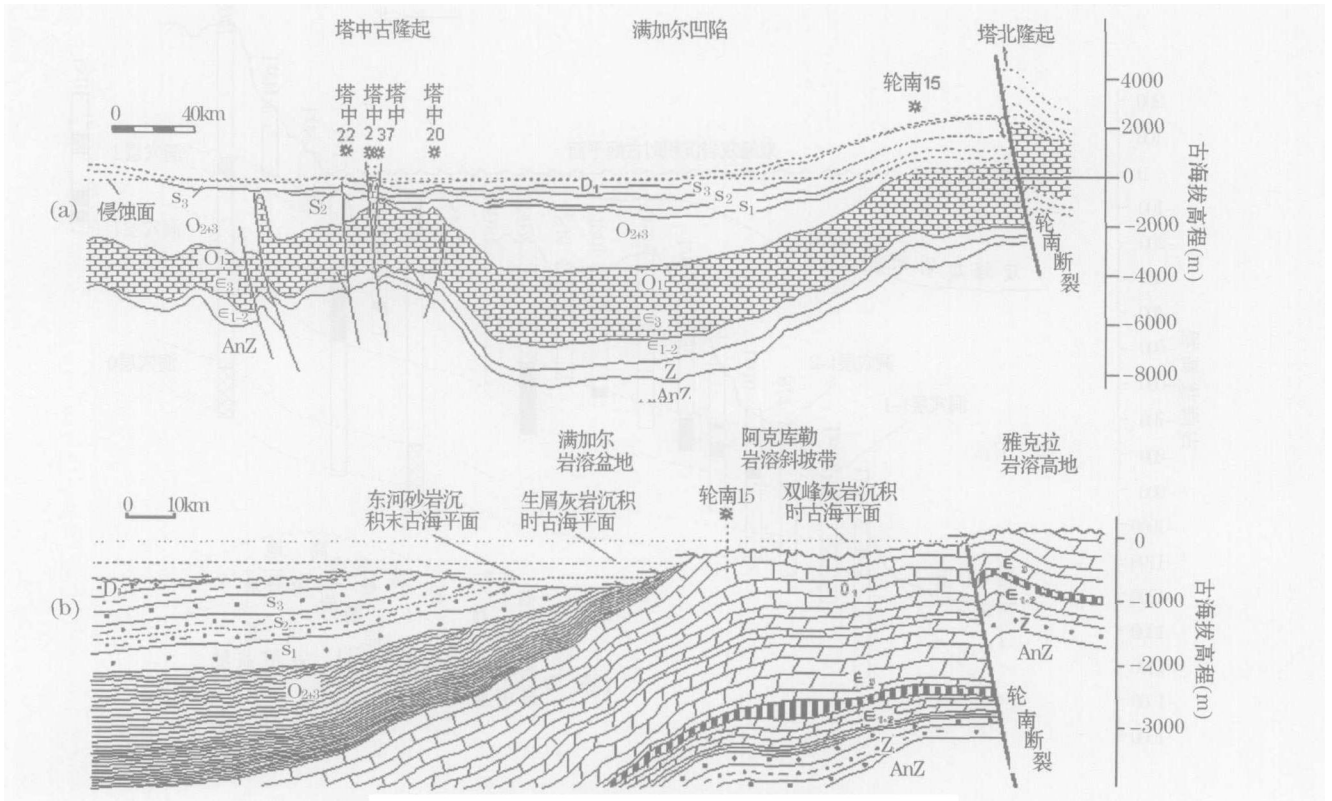 塔中古隆起
满加尔凹陷
塔北隆起
0 40km
塔中22
塔中2
塔中37
塔中20
轮南15
4000
2000
0
-2000
-4000
-6000
-8000
古海拔高程(m)
(a)
侵蚀面
S3
S2
D1
S3
S2
S1
O2+3
O2+3
O1
O1
∈3
∈3
∈1-2
∈1-2
Z
AnZ
AnZ
轮南断裂
满加尔
岩溶盆地
阿克库勒
岩溶斜坡带
雅克拉
岩溶高地
0 10km
东河砂岩沉
积末古海平面
生屑灰岩沉积
时古海平面
轮南15
双峰灰岩沉积
时古海平面
0
-1000
-2000
-3000
古海拔高程(m)
(b)
S3
S2
S1
O2+3
O1
∈1-2
∈1-2
Z
Z
AnZ
AnZ
轮南断裂